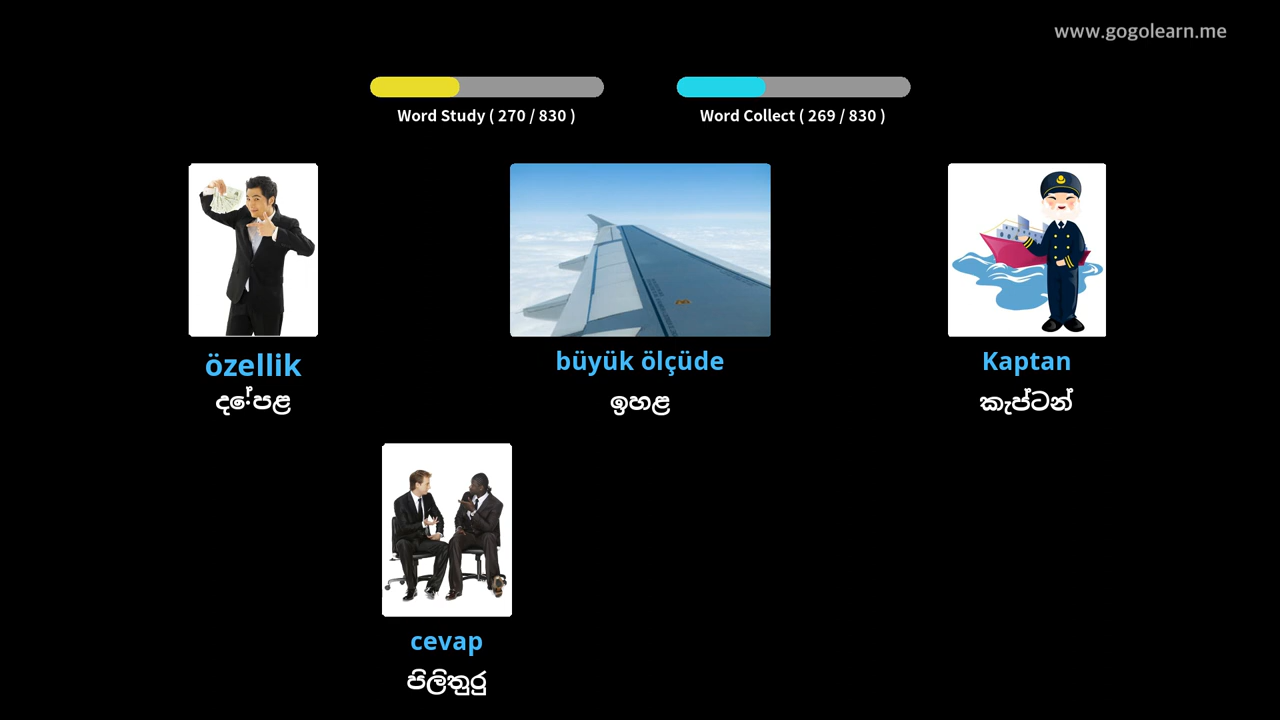 www.gogolearn.me
Word Study ( 270 / 830 )
Word Collect ( 269 / 830 )
özellik
büyük ölçüde
Kaptan
දේපළ
ඉහළ
කැප්ටන්
cevap
පිලිතුරු